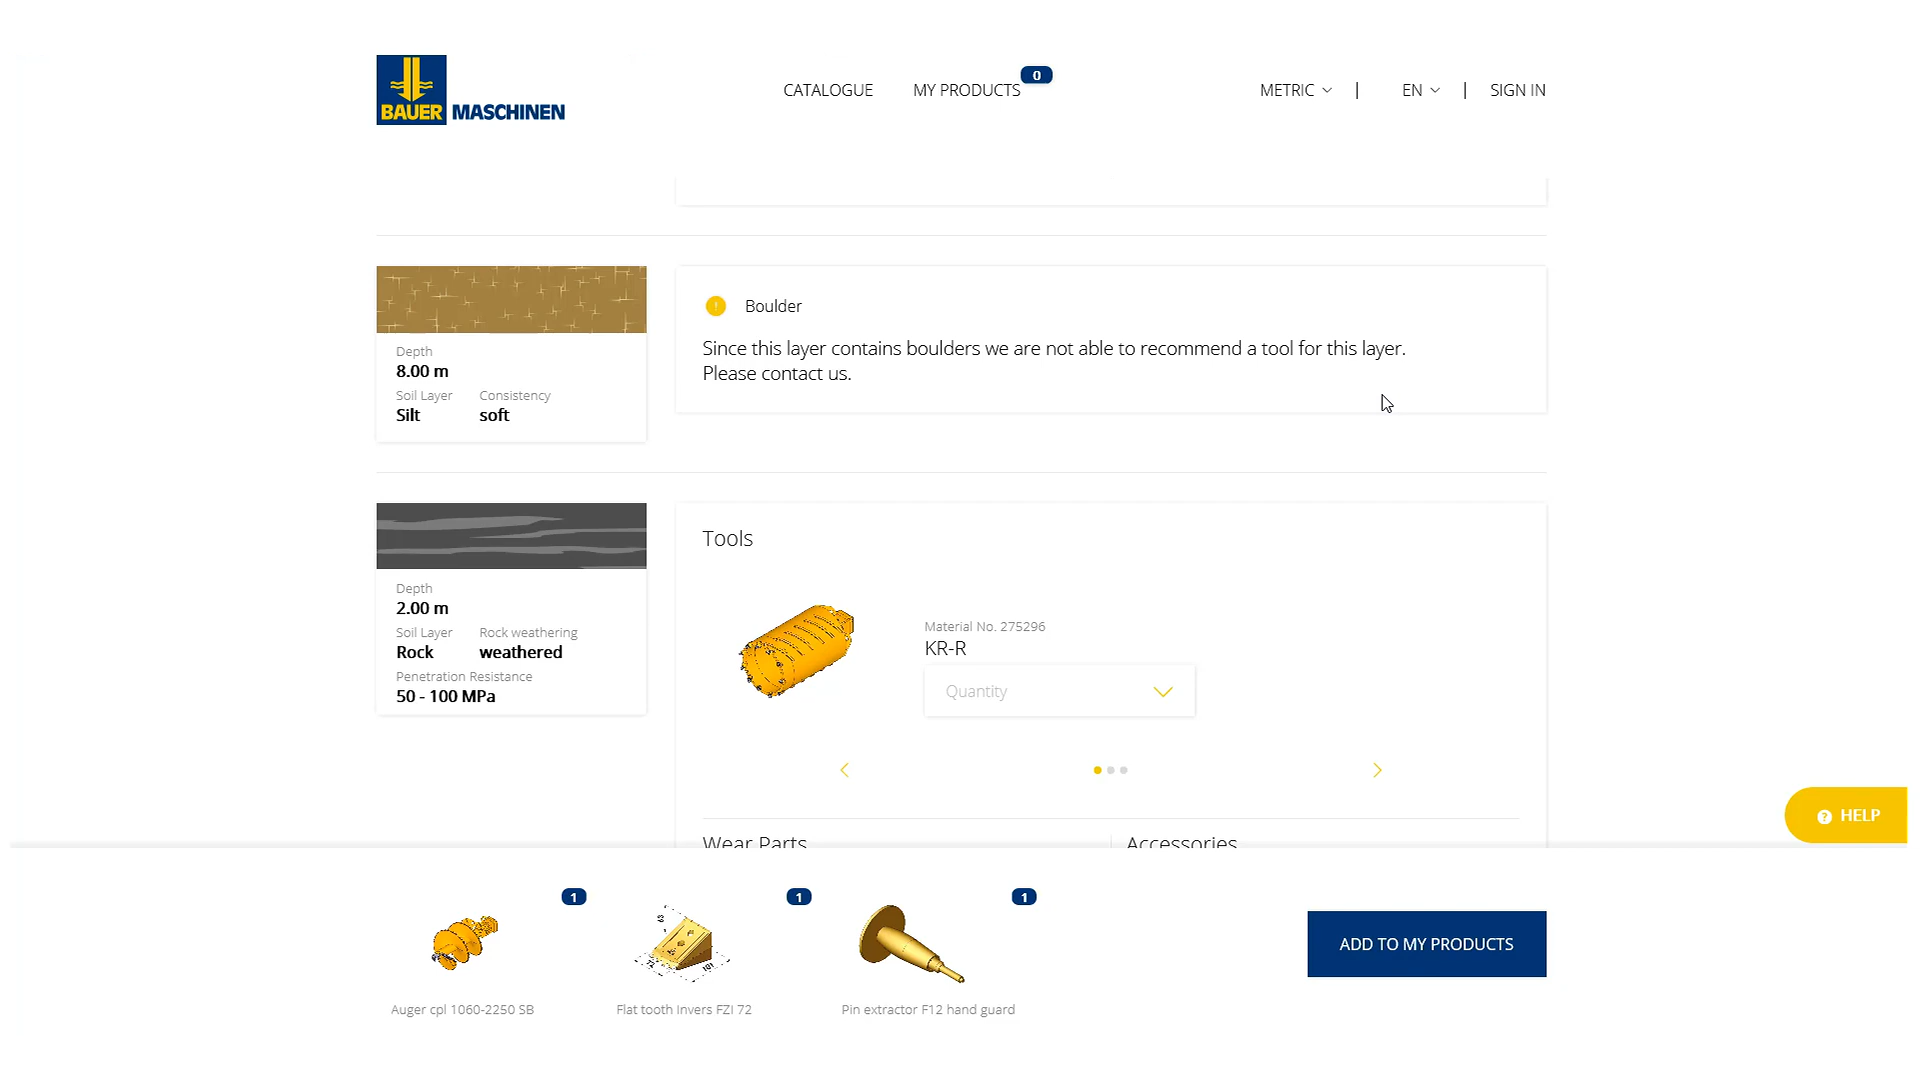 BAUER MASCHINEN
CATALOGUE
MY PRODUCTS
0
METRIC
EN
SIGN IN
Depth
8.00 m
Soil Layer Consistency
Silt soft
Boulder
Since this layer contains boulders we are not able to recommend a tool for this layer.
Please contact us.
Depth
2.00 m
Soil Layer Rock weathering
Rock weathered
Penetration Resistance
50 - 100 MPa
Tools
Material No. 275296
KR-R
Quantity
Wear Parts
Accessories
? HELP
1
1
1
63
72
101
Auger cpl 1060-2250 SB
Flat tooth Invers FZI 72
Pin extractor F12 hand guard
ADD TO MY PRODUCTS